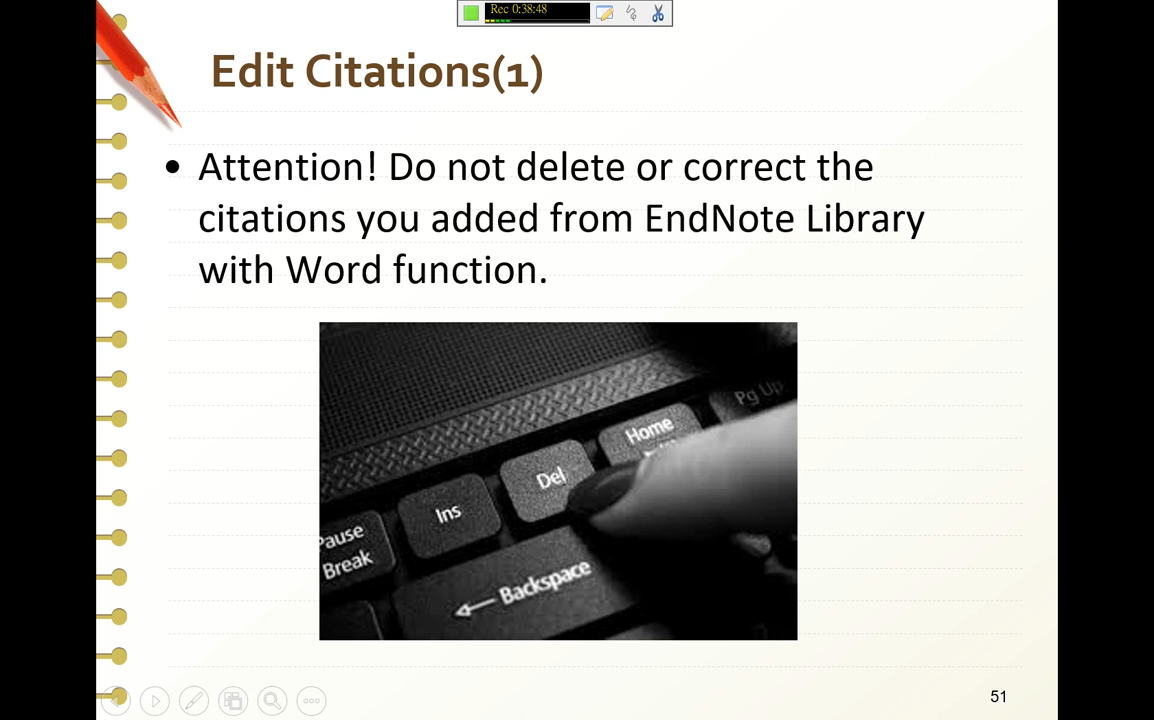 Rec 0:38:48
Edit Citations(1)
• Attention! Do not delete or correct the
citations you added from EndNote Library
with Word function.
Pg Up
Home
Del
Ins
Pause
Break
Backspace
51